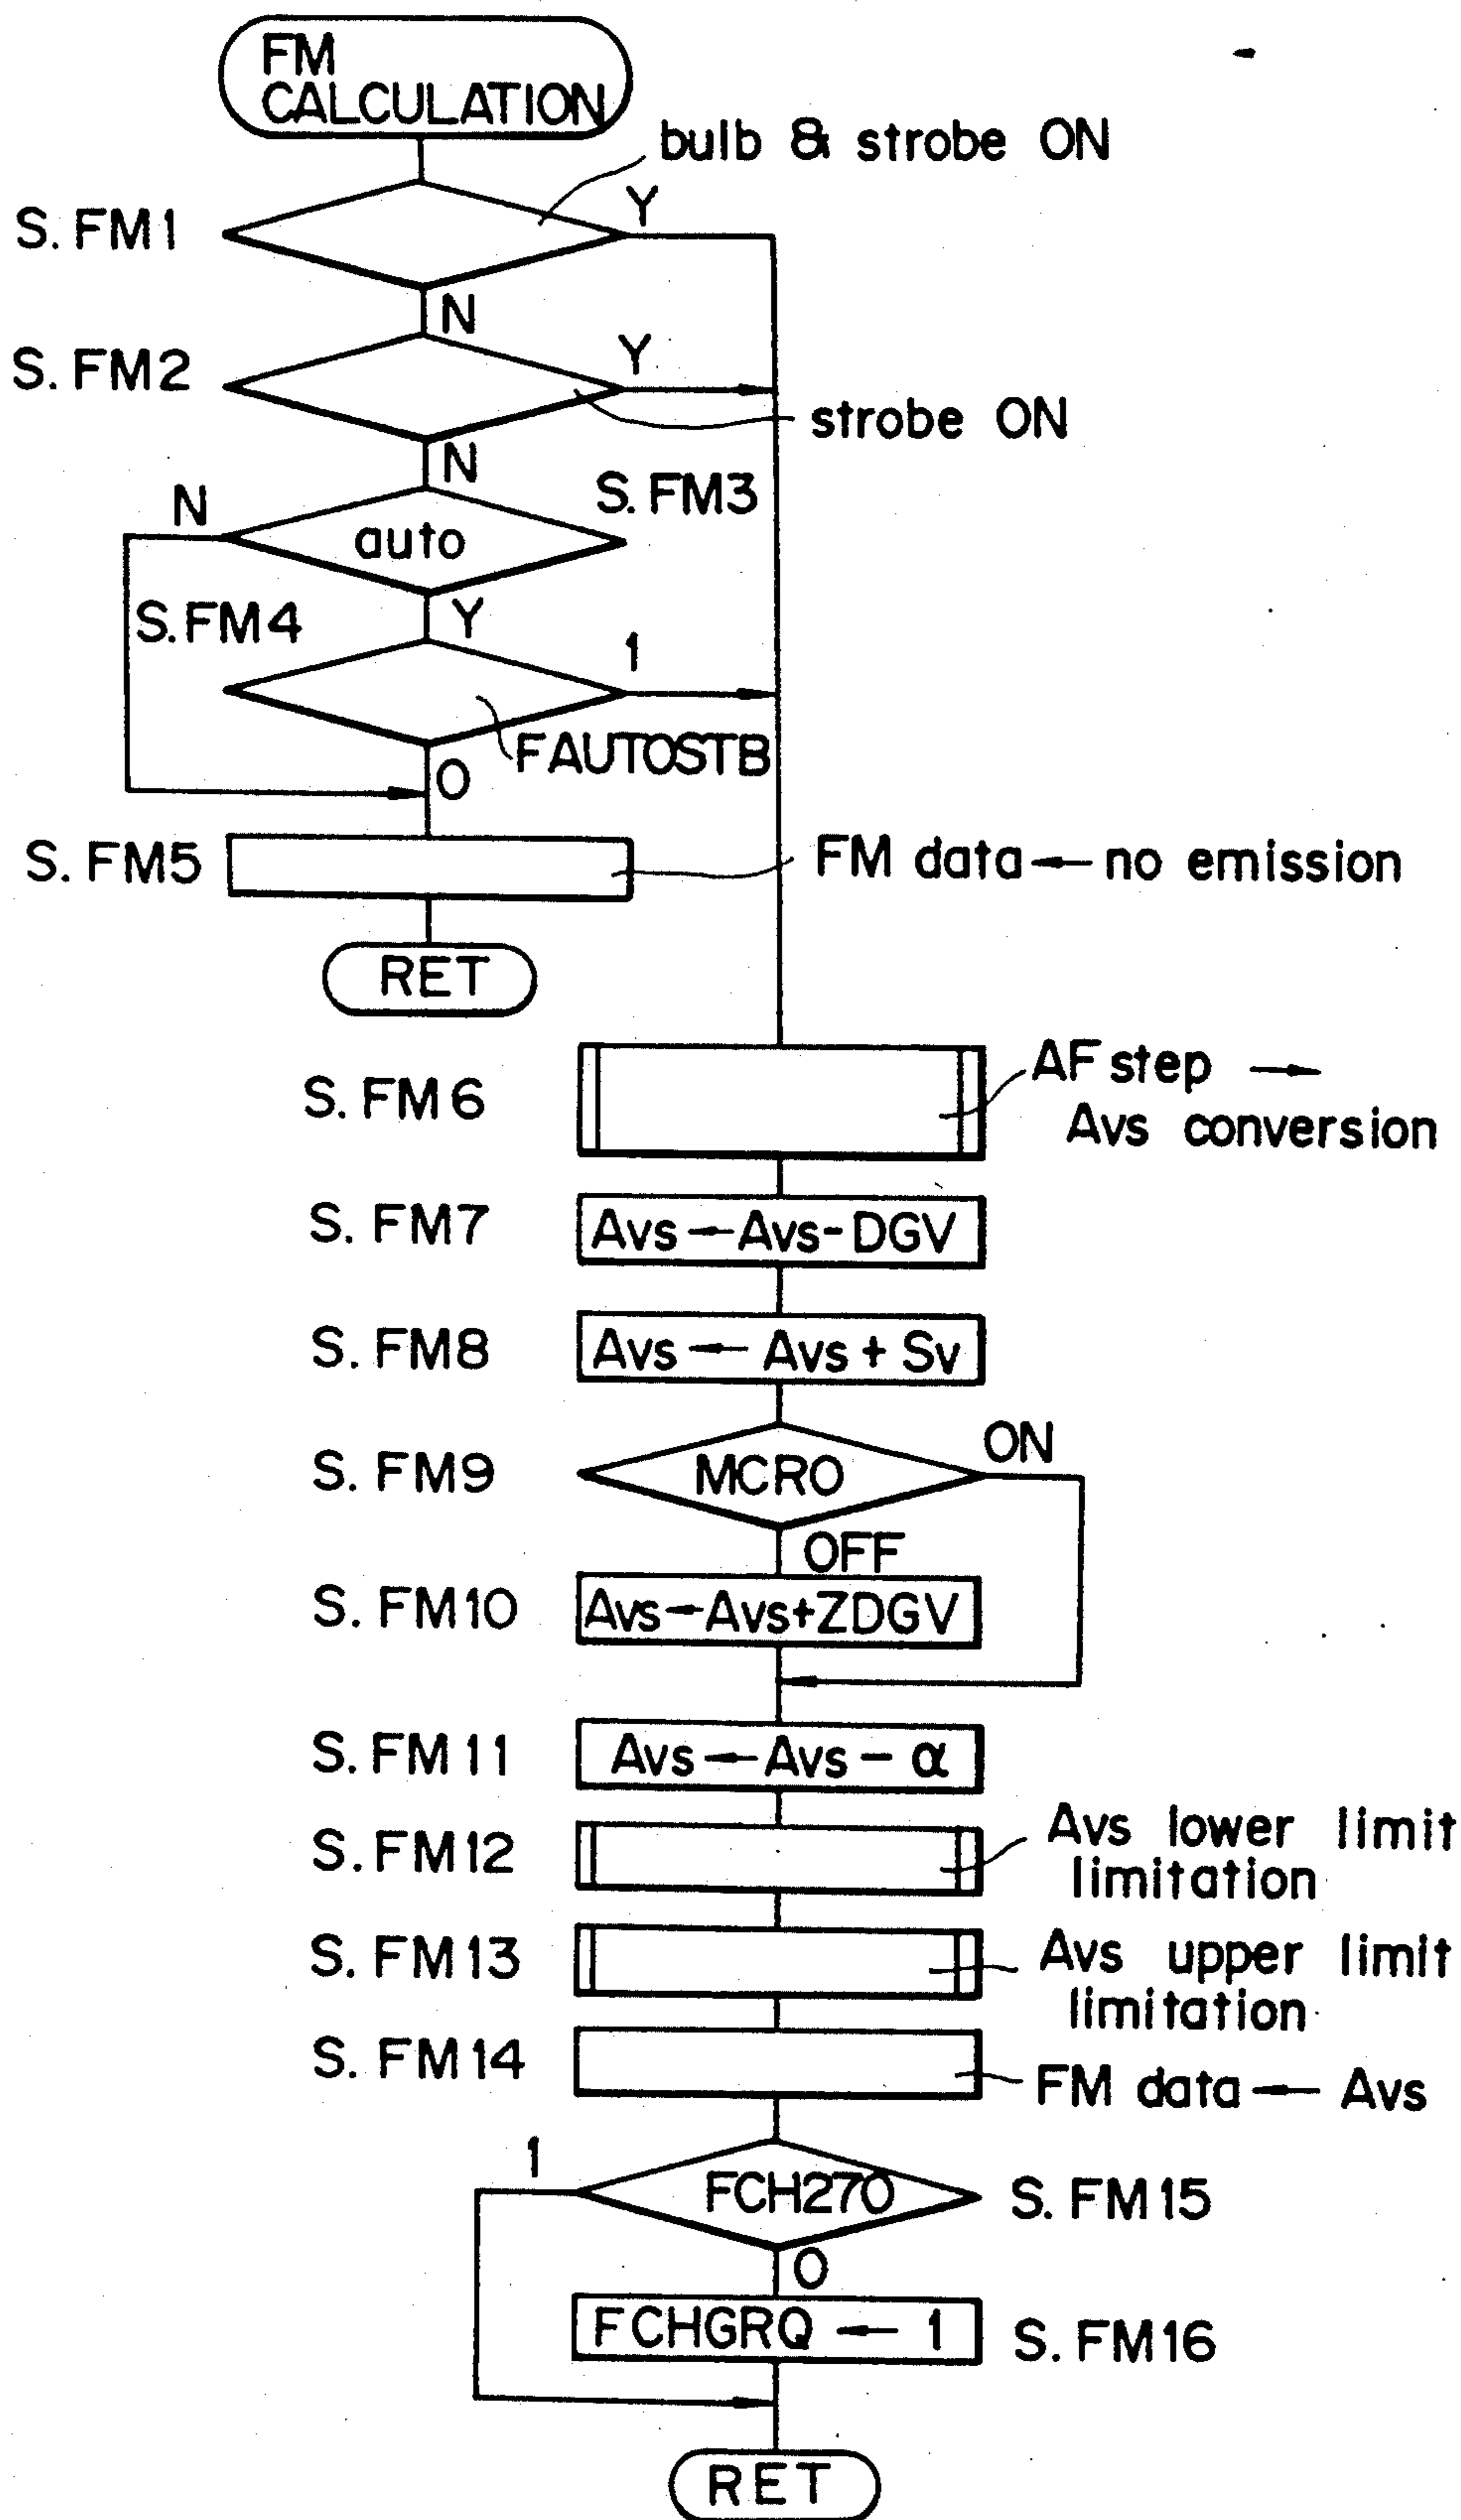 FM
CALCULATION
bulb & strobe ON
S. FM1
Y
N
S. FM2
Y
strobe ON
N
S. FM3
N
auto
S. FM4
Y
1
FAUTOSTB
0
S. FM5
FM data ← no emission
RET
S. FM6
AF step →
Avs conversion
S. FM7
Avs ← Avs - DGV
S. FM8
Avs ← Avs + Sv
S. FM9
MCRO
ON
OFF
S. FM10
Avs ← Avs + ZDGV
S. FM11
Avs ← Avs - α
S. FM12
Avs lower limit
limitation
S. FM13
Avs upper limit
limitation
S. FM14
FM data ← Avs
1
FCH270
S. FM15
0
FCHGRQ ← 1
S. FM16
RET